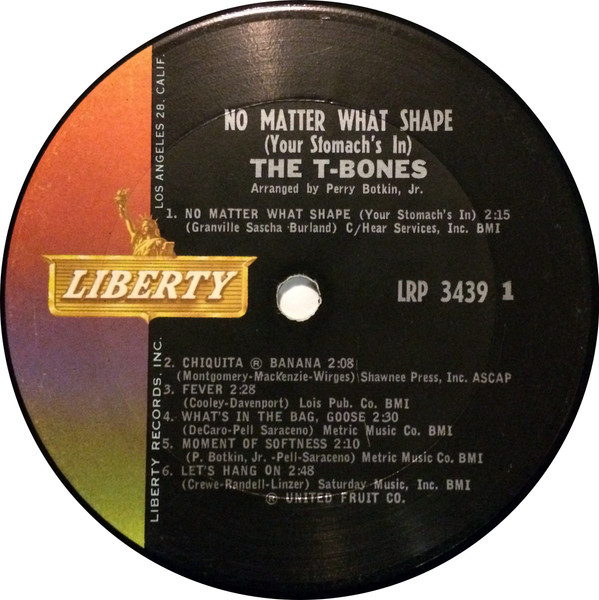 NO MATTER WHAT SHAPE
(Your Stomach's In)
THE T-BONES
Arranged by Perry Botkin, Jr.
1. NO MATTER WHAT SHAPE (Your Stomach's In) 2:15
(Granville Sascha Burland) C/Hear Services, Inc. BMI
LIBERTY
LRP 3439 1
2. CHIQUITA ® BANANA 2:08
(Montgomery-Mackenzie-Wirges) Shawnee Press, Inc. ASCAP
3. FEVER 2:28
(Cooley-Davenport) Lois Pub. Co. BMI
4. WHAT'S IN THE BAG, GOOSE 2:30
(DeCaro-Pell Saraceno) Metric Music Co. BMI
5. MOMENT OF SOFTNESS 2:10
(P. Botkin, Jr. -Pell-Saraceno) Metric Music Co. BMI
6. LET'S HANG ON 2:48
(Crewe-Randell-Linzer) Saturday Music, Inc. BMI
® UNITED FRUIT CO.
LIBERTY RECORDS, INC. LOS ANGELES 28, CALIF.